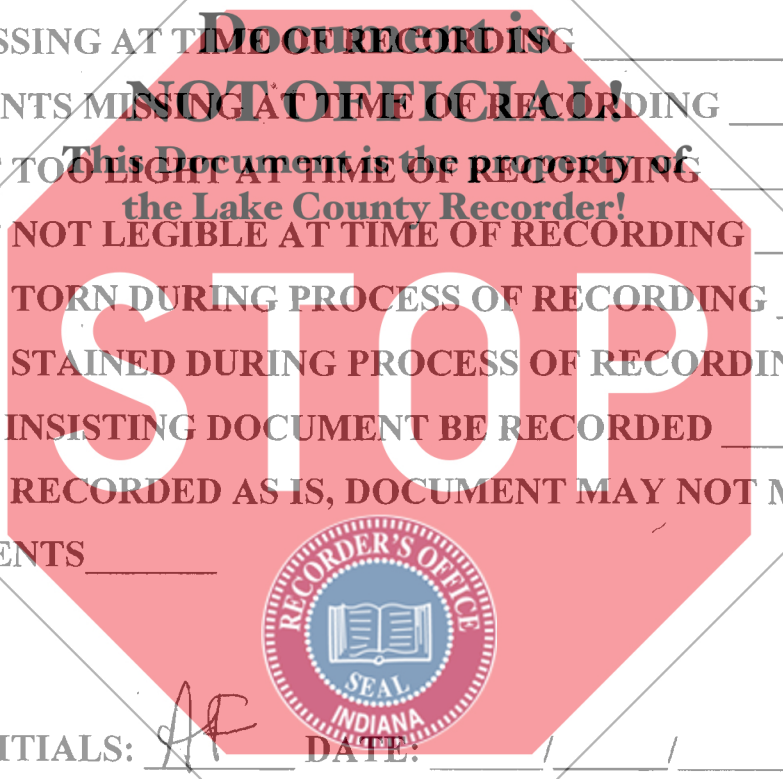 SSING AT TIME OF RECORDING
Document is
NTS MISSING AT TIME OF RECORDING
NOT OFFICIAL!
TOO LIGHT AT TIME OF RECORDING
This Document is the property of
the Lake County Recorder!
NOT LEGIBLE AT TIME OF RECORDING
TORN DURING PROCESS OF RECORDING
STOP
STAINED DURING PROCESS OF RECORDIN
INSISTING DOCUMENT BE RECORDED
RECORDED AS IS, DOCUMENT MAY NOT M
ENTS
RECORDER'S OFFICE
SEAL
INDIANA
ITIALS: AF DATE: / /